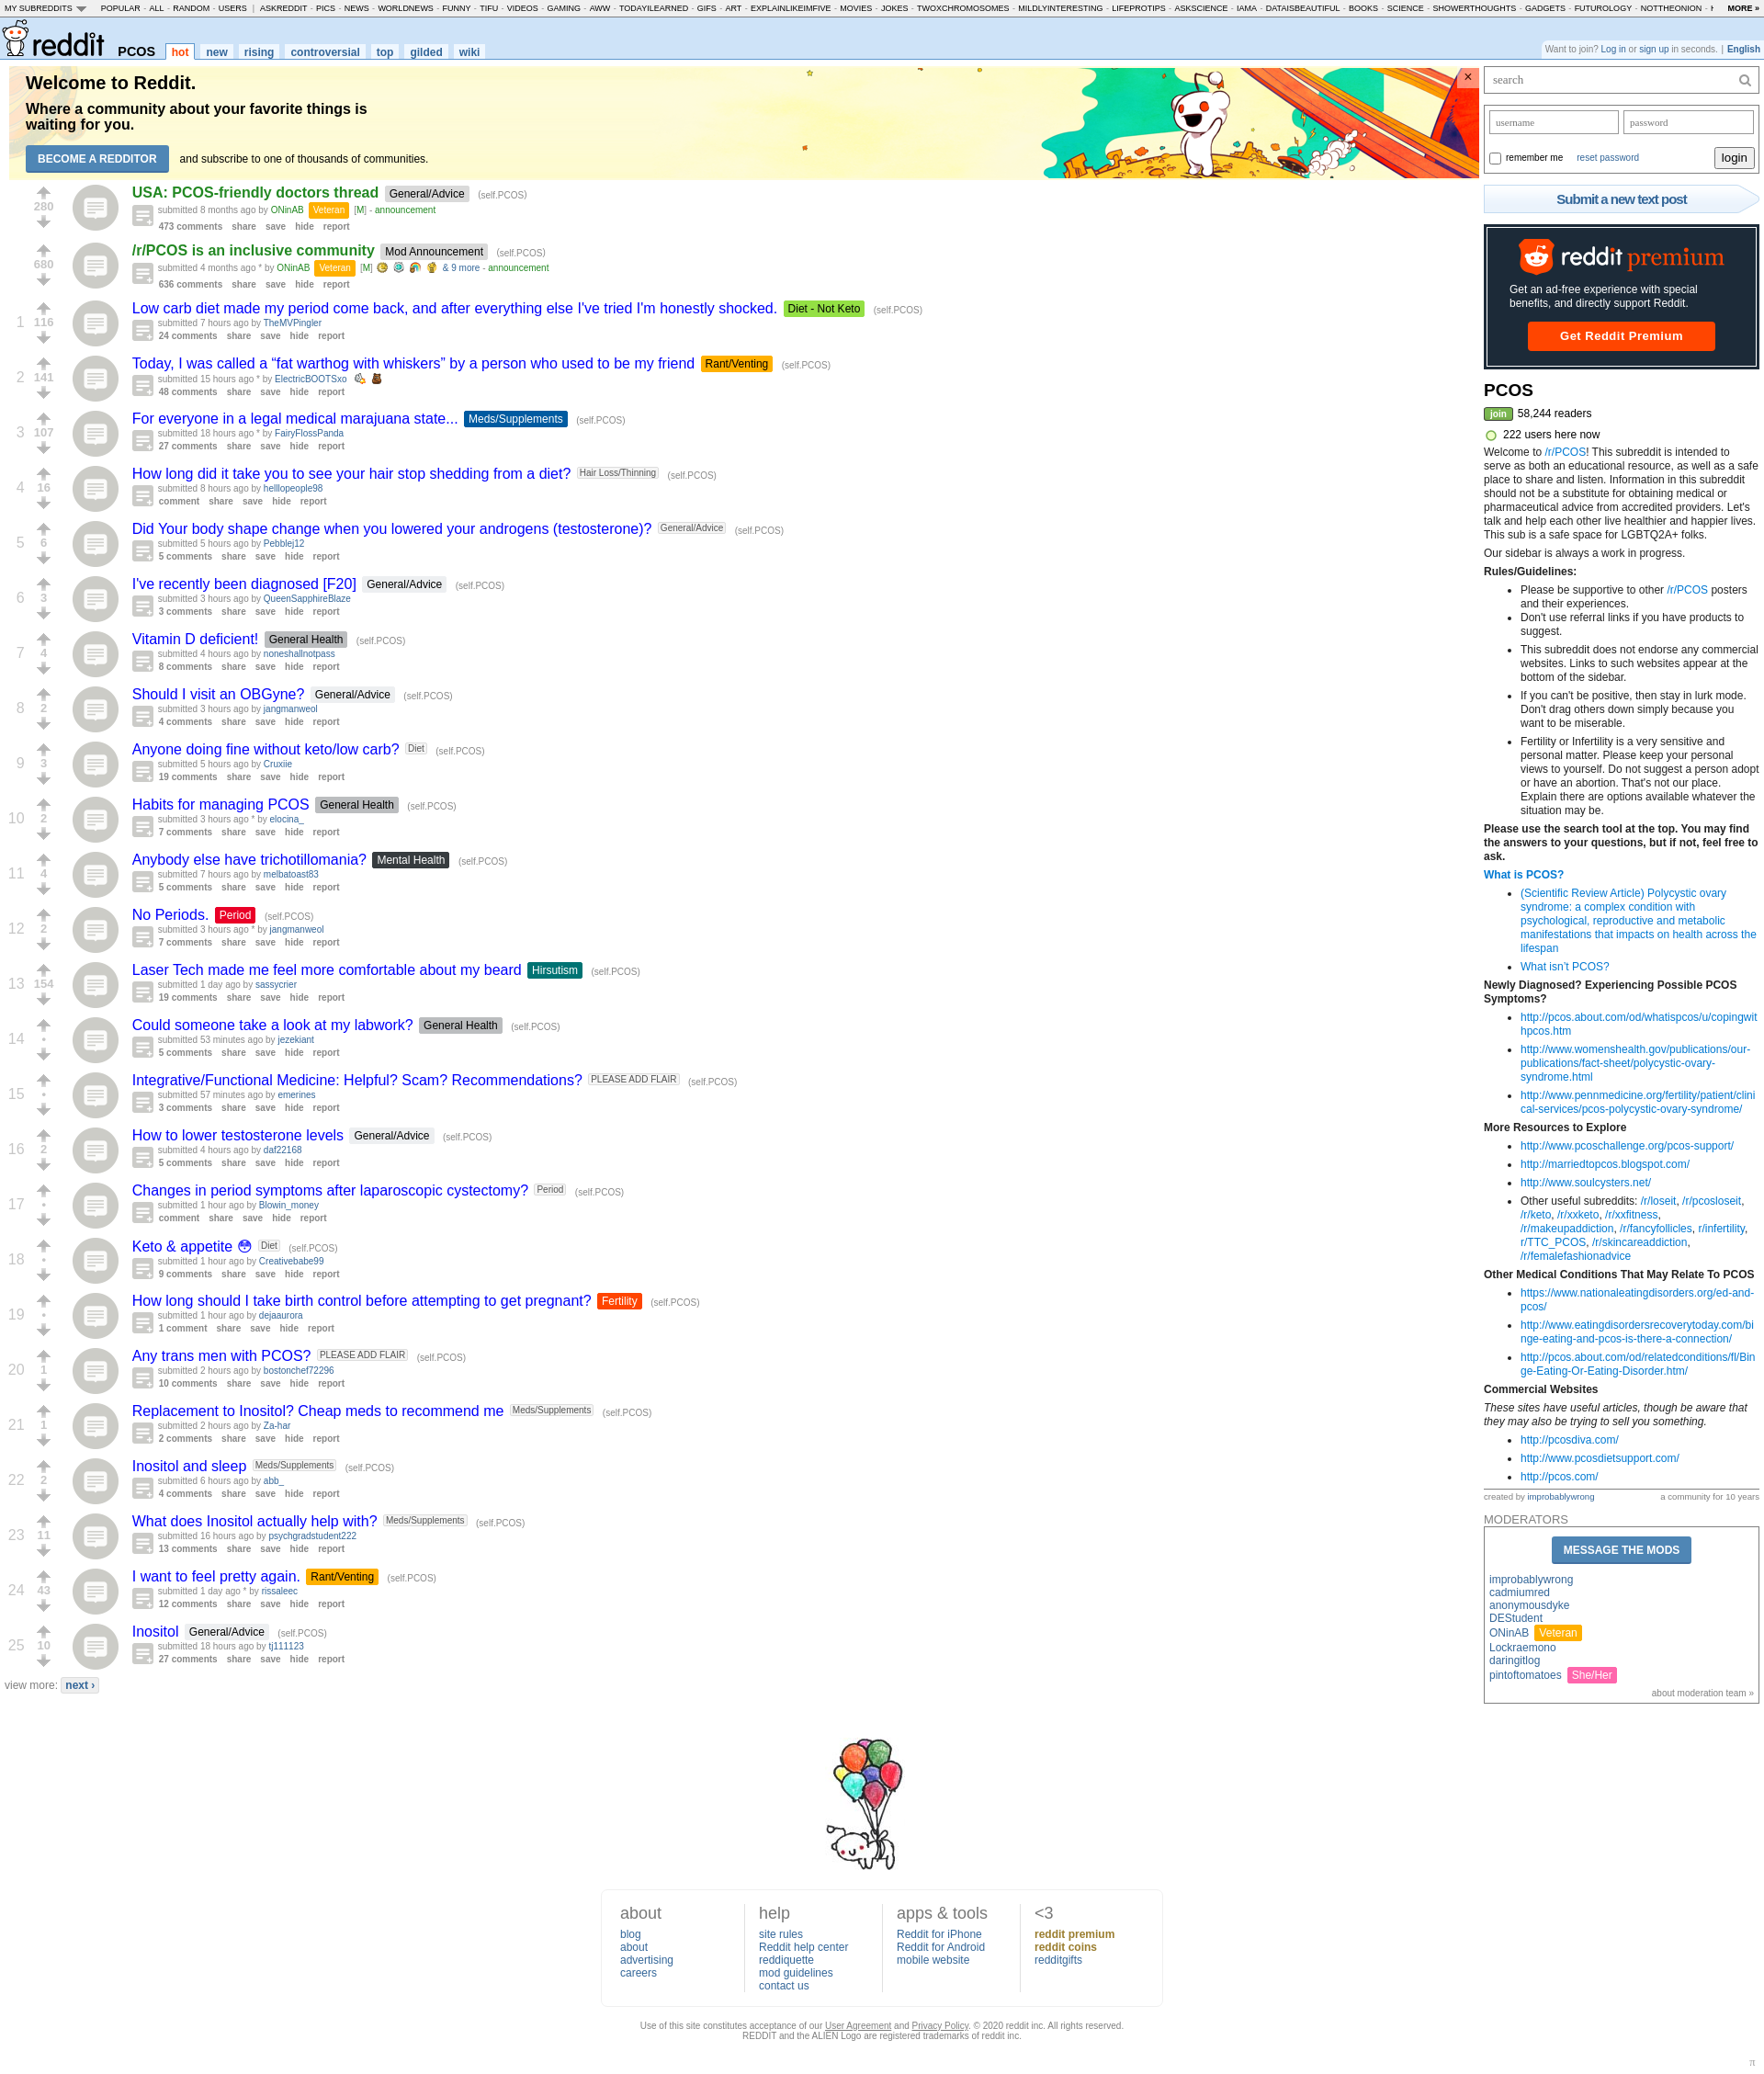 MY SUBREDDITS POPULAR - ALL - RANDOM - USERS | ASKREDDIT - PICS - NEWS - WORLDNEWS - FUNNY - TIFU - VIDEOS - GAMING - AWW - TODAYILEARNED - GIFS - ART - EXPLAINLIKEIMFIVE - MOVIES - JOKES - TWOXCHROMOSOMES - MILDLYINTERESTING - LIFEPROTIPS - ASKSCIENCE - IAMA - DATAISBEAUTIFUL - BOOKS - SCIENCE - SHOWERTHOUGHTS - GADGETS - FUTUROLOGY - NOTTHEONION - MORE »
reddit PCOS hot new rising controversial top gilded wiki
Want to join? Log in or sign up in seconds. | English
Welcome to Reddit.
Where a community about your favorite things is
waiting for you.
BECOME A REDDITOR and subscribe to one of thousands of communities.
×
280
USA: PCOS-friendly doctors thread General/Advice (self.PCOS)
submitted 8 months ago by ONinAB Veteran [M] - announcement
473 comments share save hide report
680
/r/PCOS is an inclusive community Mod Announcement (self.PCOS)
submitted 4 months ago * by ONinAB Veteran [M] & 9 more - announcement
636 comments share save hide report
1 116
Low carb diet made my period come back, and after everything else I've tried I'm honestly shocked. Diet - Not Keto (self.PCOS)
submitted 7 hours ago by TheMVPingler
24 comments share save hide report
2 141
Today, I was called a “fat warthog with whiskers” by a person who used to be my friend Rant/Venting (self.PCOS)
submitted 15 hours ago * by ElectricBOOTSxo
48 comments share save hide report
3 107
For everyone in a legal medical marajuana state... Meds/Supplements (self.PCOS)
submitted 18 hours ago * by FairyFlossPanda
27 comments share save hide report
4 16
How long did it take you to see your hair stop shedding from a diet? Hair Loss/Thinning (self.PCOS)
submitted 8 hours ago by helllopeople98
comment share save hide report
5 6
Did Your body shape change when you lowered your androgens (testosterone)? General/Advice (self.PCOS)
submitted 5 hours ago by Pebblej12
5 comments share save hide report
6 3
I've recently been diagnosed [F20] General/Advice (self.PCOS)
submitted 3 hours ago by QueenSapphireBlaze
3 comments share save hide report
7 4
Vitamin D deficient! General Health (self.PCOS)
submitted 4 hours ago by noneshallnotpass
8 comments share save hide report
8 2
Should I visit an OBGyne? General/Advice (self.PCOS)
submitted 3 hours ago by jangmanweol
4 comments share save hide report
9 3
Anyone doing fine without keto/low carb? Diet (self.PCOS)
submitted 5 hours ago by Cruxiie
19 comments share save hide report
10 2
Habits for managing PCOS General Health (self.PCOS)
submitted 3 hours ago * by elocina_
7 comments share save hide report
11 4
Anybody else have trichotillomania? Mental Health (self.PCOS)
submitted 7 hours ago by melbatoast83
5 comments share save hide report
12 2
No Periods. Period (self.PCOS)
submitted 3 hours ago * by jangmanweol
7 comments share save hide report
13 154
Laser Tech made me feel more comfortable about my beard Hirsutism (self.PCOS)
submitted 1 day ago by sassycrier
19 comments share save hide report
14 •
Could someone take a look at my labwork? General Health (self.PCOS)
submitted 53 minutes ago by jezekiant
5 comments share save hide report
15 •
Integrative/Functional Medicine: Helpful? Scam? Recommendations? PLEASE ADD FLAIR (self.PCOS)
submitted 57 minutes ago by emerines
3 comments share save hide report
16 2
How to lower testosterone levels General/Advice (self.PCOS)
submitted 4 hours ago by daf22168
5 comments share save hide report
17 •
Changes in period symptoms after laparoscopic cystectomy? Period (self.PCOS)
submitted 1 hour ago by Blowin_money
comment share save hide report
18 •
Keto & appetite 😳 Diet (self.PCOS)
submitted 1 hour ago by Creativebabe99
9 comments share save hide report
19 •
How long should I take birth control before attempting to get pregnant? Fertility (self.PCOS)
submitted 1 hour ago by dejaaurora
1 comment share save hide report
20 1
Any trans men with PCOS? PLEASE ADD FLAIR (self.PCOS)
submitted 2 hours ago by bostonchef72296
10 comments share save hide report
21 1
Replacement to Inositol? Cheap meds to recommend me Meds/Supplements (self.PCOS)
submitted 2 hours ago by Za-har
2 comments share save hide report
22 2
Inositol and sleep Meds/Supplements (self.PCOS)
submitted 6 hours ago by abb_
4 comments share save hide report
23 11
What does Inositol actually help with? Meds/Supplements (self.PCOS)
submitted 16 hours ago by psychgradstudent222
13 comments share save hide report
24 43
I want to feel pretty again. Rant/Venting (self.PCOS)
submitted 1 day ago * by rissaleec
12 comments share save hide report
25 10
Inositol General/Advice (self.PCOS)
submitted 18 hours ago by tj111123
27 comments share save hide report
view more: next ›
search
username password
remember me reset password login
Submit a new text post
reddit premium
Get an ad-free experience with special
benefits, and directly support Reddit.
Get Reddit Premium
PCOS
join 58,244 readers
222 users here now
Welcome to /r/PCOS! This subreddit is intended to
serve as both an educational resource, as well as a safe
place to share and listen. Information in this subreddit
should not be a substitute for obtaining medical or
pharmaceutical advice from accredited providers. Let's
talk and help each other live healthier and happier lives.
This sub is a safe space for LGBTQ2A+ folks.
Our sidebar is always a work in progress.
Rules/Guidelines:
• Please be supportive to other /r/PCOS posters
and their experiences.
• Don't use referral links if you have products to
suggest.
• This subreddit does not endorse any commercial
websites. Links to such websites appear at the
bottom of the sidebar.
• If you can't be positive, then stay in lurk mode.
Don't drag others down simply because you
want to be miserable.
• Fertility or Infertility is a very sensitive and
personal matter. Please keep your personal
views to yourself. Do not suggest a person adopt
or have an abortion. That's not our place.
Explain there are options available whatever the
situation may be.
Please use the search tool at the top. You may find
the answers to your questions, but if not, feel free to
ask.
What is PCOS?
• (Scientific Review Article) Polycystic ovary
syndrome: a complex condition with
psychological, reproductive and metabolic
manifestations that impacts on health across the
lifespan
• What isn't PCOS?
Newly Diagnosed? Experiencing Possible PCOS
Symptoms?
• http://pcos.about.com/od/whatispcos/u/copingwit
hpcos.htm
• http://www.womenshealth.gov/publications/our-
publications/fact-sheet/polycystic-ovary-
syndrome.html
• http://www.pennmedicine.org/fertility/patient/clini
cal-services/pcos-polycystic-ovary-syndrome/
More Resources to Explore
• http://www.pcoschallenge.org/pcos-support/
• http://marriedtopcos.blogspot.com/
• http://www.soulcysters.net/
• Other useful subreddits: /r/loseit, /r/pcosloseit,
/r/keto, /r/xxketo, /r/xxfitness,
/r/makeupaddiction, /r/fancyfollicles, r/infertility,
r/TTC_PCOS, /r/skincareaddiction,
/r/femalefashionadvice
Other Medical Conditions That May Relate To PCOS
• https://www.nationaleatingdisorders.org/ed-and-
pcos/
• http://www.eatingdisordersrecoverytoday.com/bi
nge-eating-and-pcos-is-there-a-connection/
• http://pcos.about.com/od/relatedconditions/fl/Bin
ge-Eating-Or-Eating-Disorder.htm/
Commercial Websites
These sites have useful articles, though be aware that
they may also be trying to sell you something.
• http://pcosdiva.com/
• http://www.pcosdietsupport.com/
• http://pcos.com/
created by improbablywrong a community for 10 years
MODERATORS
MESSAGE THE MODS
improbablywrong
cadmiumred
anonymousdyke
DEStudent
ONinAB Veteran
Lockraemono
daringitlog
pintoftomatoes She/Her
about moderation team »
about
blog
about
advertising
careers
help
site rules
Reddit help center
reddiquette
mod guidelines
contact us
apps & tools
Reddit for iPhone
Reddit for Android
mobile website
<3
reddit premium
reddit coins
redditgifts
Use of this site constitutes acceptance of our User Agreement and Privacy Policy. © 2020 reddit inc. All rights reserved.
REDDIT and the ALIEN Logo are registered trademarks of reddit inc.
π